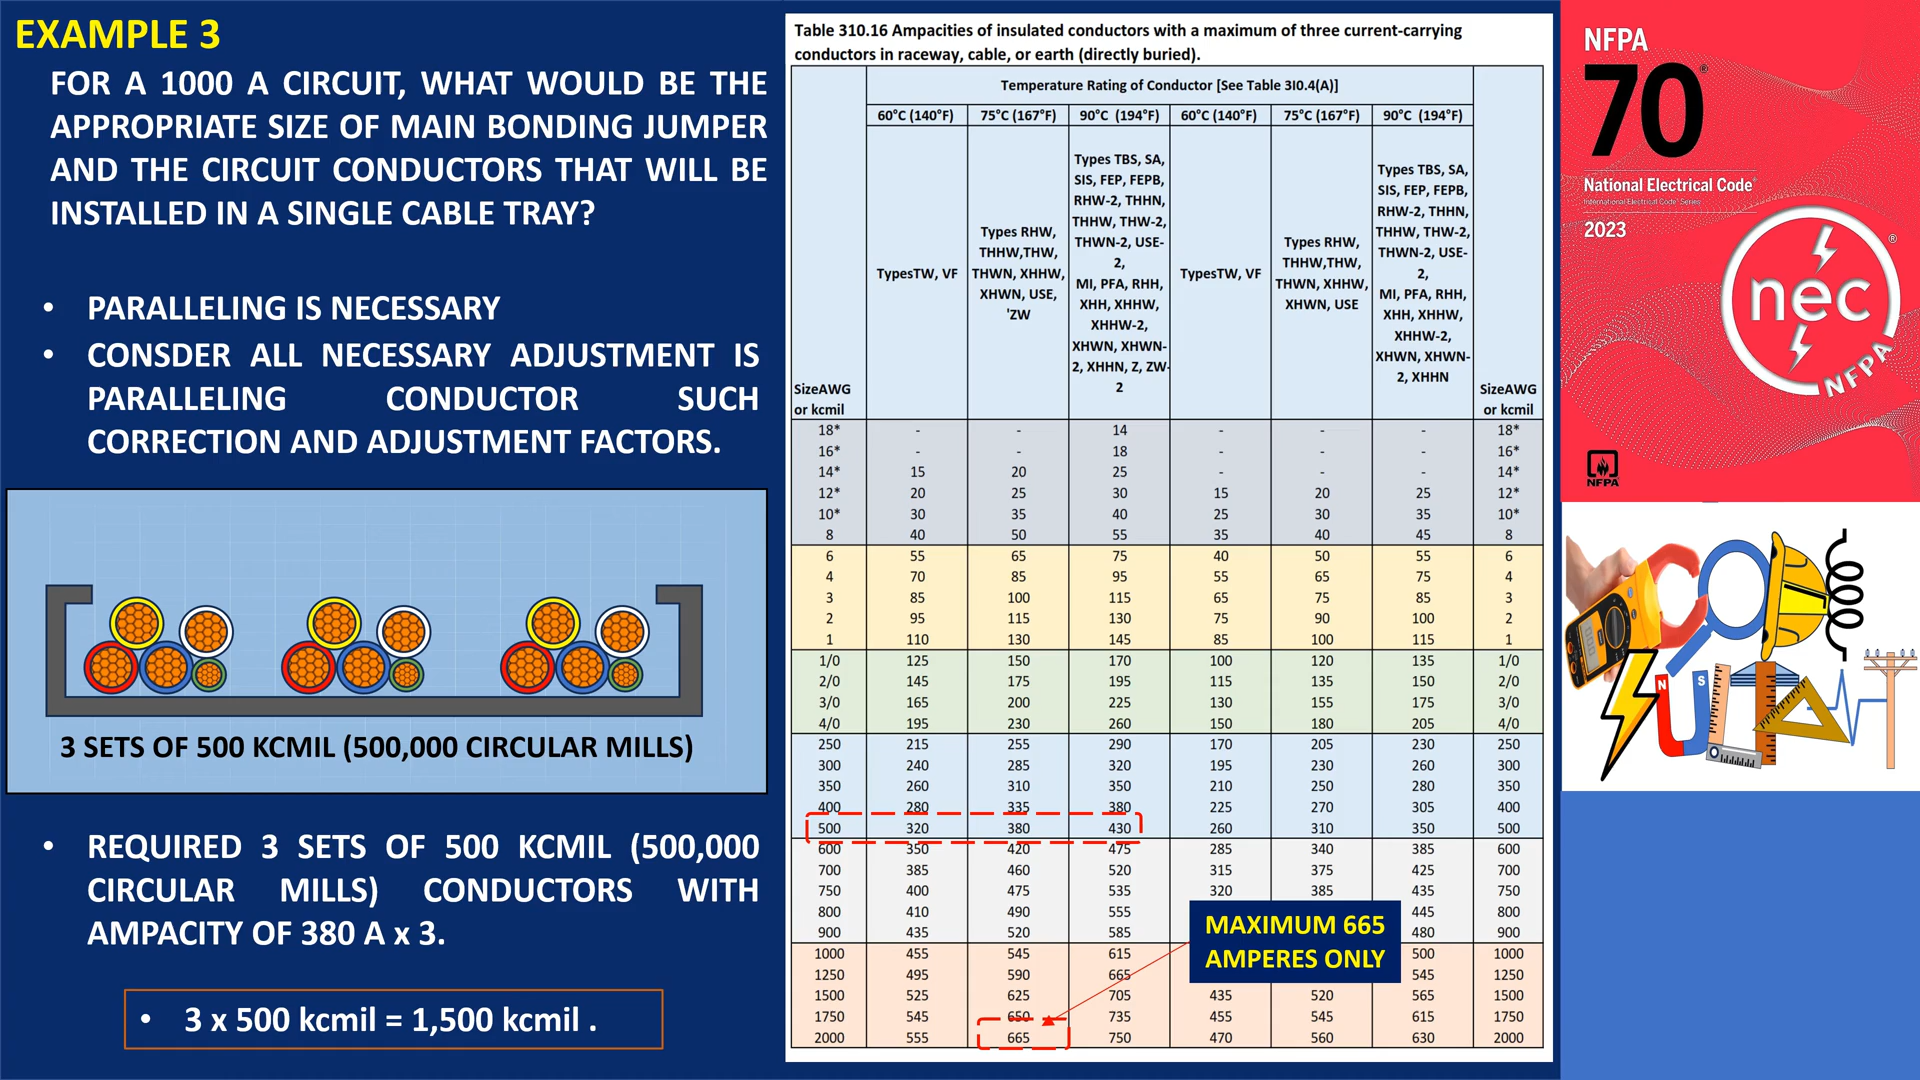 EXAMPLE 3
FOR A 1000 A CIRCUIT, WHAT WOULD BE THE
APPROPRIATE SIZE OF MAIN BONDING JUMPER
AND THE CIRCUIT CONDUCTORS THAT WILL BE
INSTALLED IN A SINGLE CABLE TRAY?
• PARALLELING IS NECESSARY
• CONSDER ALL NECESSARY ADJUSTMENT IS
PARALLELING CONDUCTOR SUCH
CORRECTION AND ADJUSTMENT FACTORS.
3 SETS OF 500 KCMIL (500,000 CIRCULAR MILLS)
• REQUIRED 3 SETS OF 500 KCMIL (500,000
CIRCULAR MILLS) CONDUCTORS WITH
AMPACITY OF 380 A x 3.
• 3 x 500 kcmil = 1,500 kcmil .
Table 310.16 Ampacities of insulated conductors with a maximum of three current-carrying
conductors in raceway, cable, or earth (directly buried).
Temperature Rating of Conductor [See Table 3I0.4(A)]
60°C (140°F) 75°C (167°F) 90°C (194°F) 60°C (140°F) 75°C (167°F) 90°C (194°F)
SizeAWG
or kcmil
TypesTW, VF
Types RHW,
THHW,THW,
THWN, XHHW,
XHWN, USE,
'ZW
Types TBS, SA,
SIS, FEP, FEPB,
RHW-2, THHN,
THHW, THW-2,
THWN-2, USE-
2,
MI, PFA, RHH,
XHH, XHHW,
XHHW-2,
XHWN, XHWN-
2, XHHN, Z, ZW-
2
TypesTW, VF
Types RHW,
THHW,THW,
THWN, XHHW,
XHWN, USE
Types TBS, SA,
SIS, FEP, FEPB,
RHW-2, THHN,
THHW, THW-2,
THWN-2, USE-
2,
MI, PFA, RHH,
XHH, XHHW,
XHHW-2,
XHWN, XHWN-
2, XHHN
SizeAWG
or kcmil
18* - - 14 - - - 18*
16* - - 18 - - - 16*
14* 15 20 25 - - - 14*
12* 20 25 30 15 20 25 12*
10* 30 35 40 25 30 35 10*
8 40 50 55 35 40 45 8
6 55 65 75 40 50 55 6
4 70 85 95 55 65 75 4
3 85 100 115 65 75 85 3
2 95 115 130 75 90 100 2
1 110 130 145 85 100 115 1
1/0 125 150 170 100 120 135 1/0
2/0 145 175 195 115 135 150 2/0
3/0 165 200 225 130 155 175 3/0
4/0 195 230 260 150 180 205 4/0
250 215 255 290 170 205 230 250
300 240 285 320 195 230 260 300
350 260 310 350 210 250 280 350
400 280 335 380 225 270 305 400
500 320 380 430 260 310 350 500
600 350 420 475 285 340 385 600
700 385 460 520 315 375 425 700
750 400 475 535 320 385 435 750
800 410 490 555 445 800
900 435 520 585 480 900
1000 455 545 615 500 1000
1250 495 590 665 545 1250
1500 525 625 705 435 520 565 1500
1750 545 650 735 455 545 615 1750
2000 555 665 750 470 560 630 2000
MAXIMUM 665
AMPERES ONLY
NFPA
70®
National Electrical Code®
International Electrical Code® Series
2023
nec®
NFPA
NFPA
N S